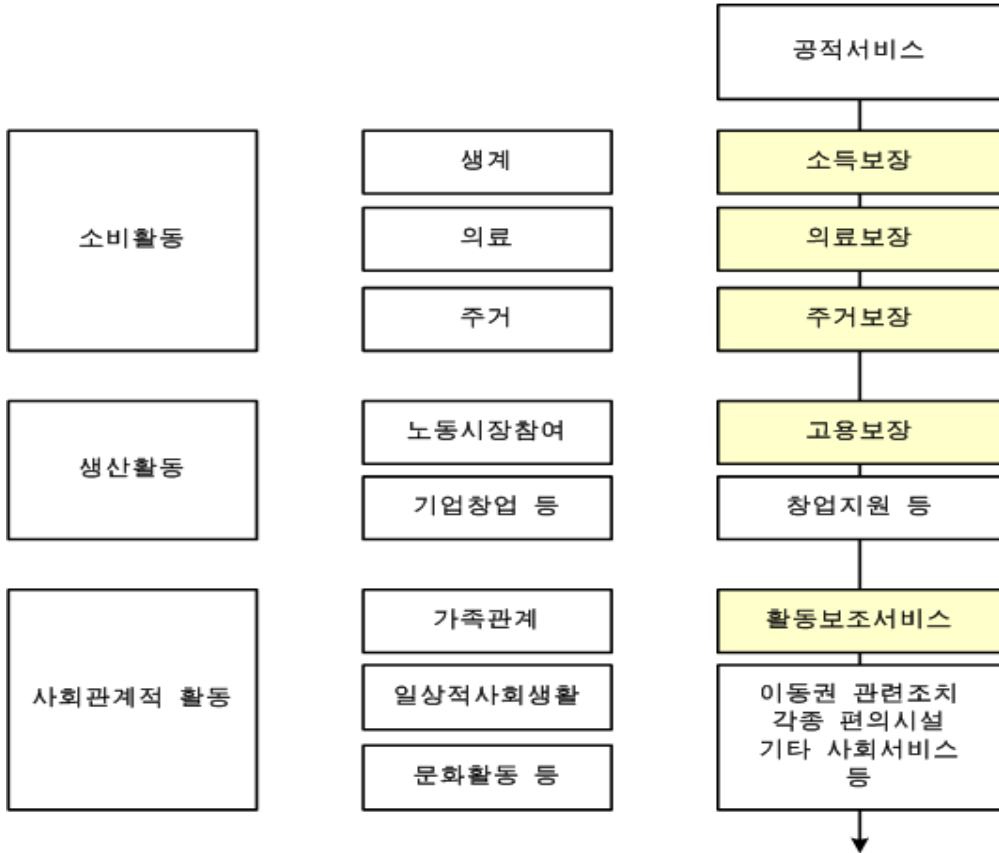 공적서비스
소비활동
생계
소득보장
의료
의료보장
주거
주거보장
생산활동
노동시장참여
고용보장
기업창업 등
창업지원 등
사회관계적 활동
가족관계
활동보조서비스
일상적사회생활
이동권 관련조치
각종 편의시설
기타 사회서비스
등
문화활동 등